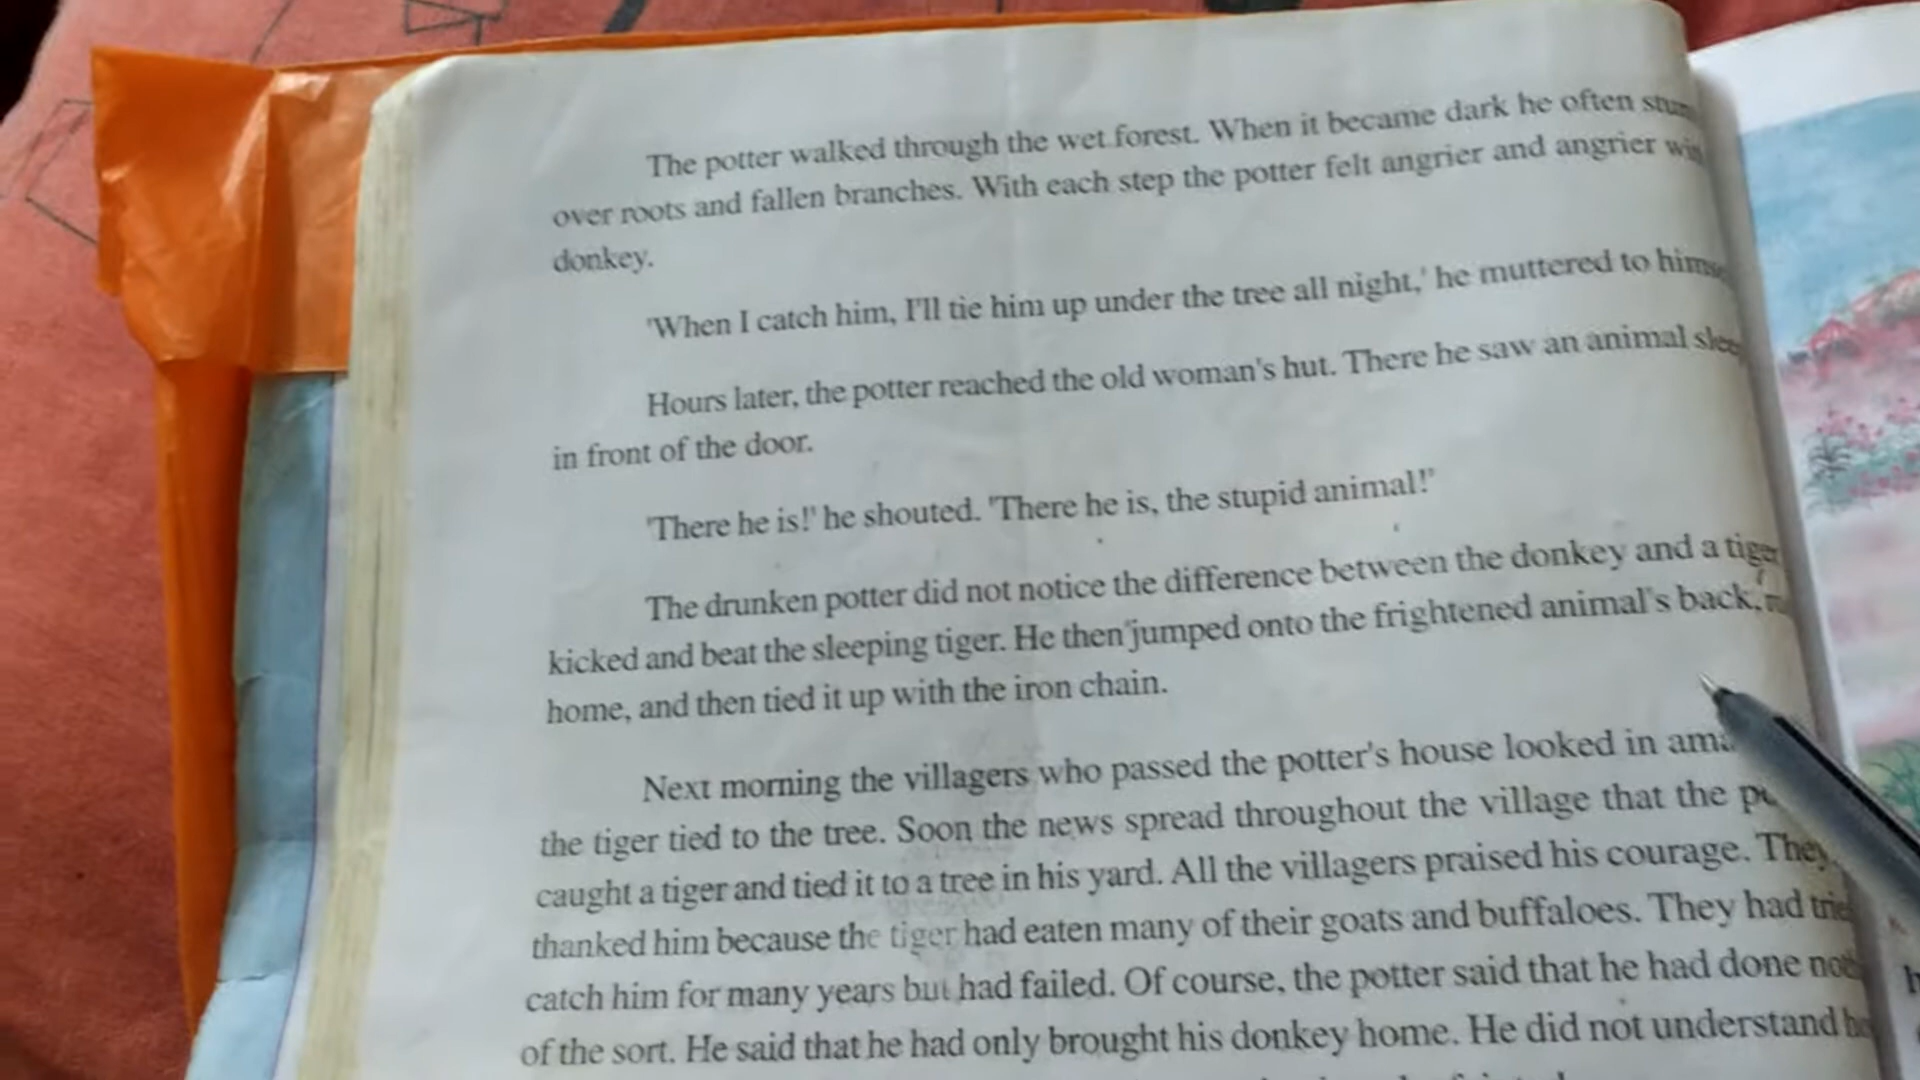 The potter walked through the wet forest. When it became dark he often
over roots and fallen branches. With each step the potter felt angrier and angrier
donkey.
'When I catch him, I'll tie him up under the tree all night,' he muttered to
Hours later, the potter reached the old woman's hut. There he saw an animal
in front of the door.
'There he is!' he shouted. 'There he is, the stupid animal!'
The drunken potter did not notice the difference between the donkey and a tiger
kicked and beat the sleeping tiger. He then jumped onto the frightened animal's back,
home, and then tied it up with the iron chain.
Next morning the villagers who passed the potter's house looked in
the tiger tied to the tree. Soon the news spread throughout the village that the
caught a tiger and tied it to a tree in his yard. All the villagers praised his courage. They
thanked him because the tiger had eaten many of their goats and buffaloes. They had
catch him for many years but had failed. Of course, the potter said that he had done
of the sort. He said that he had only brought his donkey home. He did not understand